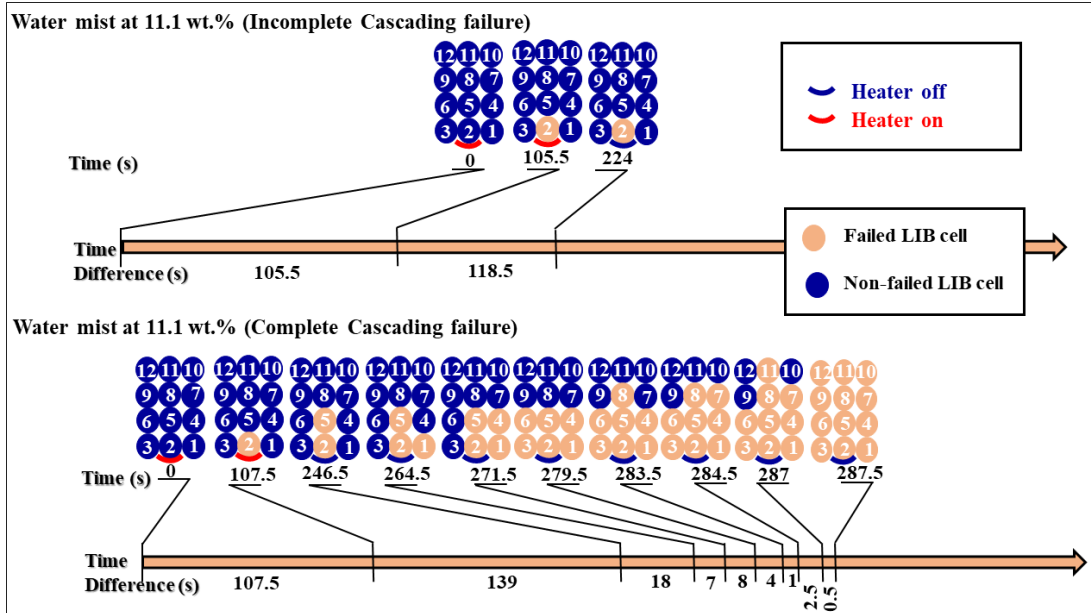 Water mist at 11.1 wt.% (Incomplete Cascading failure)
12 11 10 12 11 10 12 11 10
9 8 7 9 8 7 9 8 7
6 5 4 6 5 4 6 5 4
3 2 1 3 2 1 3 2 1
Heater off
Heater on
Time (s)
0 105.5 224
Failed LIB cell
Non-failed LIB cell
Time
Difference (s)
105.5 118.5
Water mist at 11.1 wt.% (Complete Cascading failure)
12 11 10 12 11 10 12 11 10 12 11 10 12 11 10 12 11 10 12 11 10 12 11 10 12 11 10 12 11 10
9 8 7 9 8 7 9 8 7 9 8 7 9 8 7 9 8 7 9 8 7 9 8 7 9 8 7 9 8 7
6 5 4 6 5 4 6 5 4 6 5 4 6 5 4 6 5 4 6 5 4 6 5 4 6 5 4 6 5 4
3 2 1 3 2 1 3 2 1 3 2 1 3 2 1 3 2 1 3 2 1 3 2 1 3 2 1 3 2 1
Time (s)
0 107.5 246.5 264.5 271.5 279.5 283.5 284.5 287 287.5
Time
Difference (s)
107.5 139 18 7 8 4 1 2.5 0.5